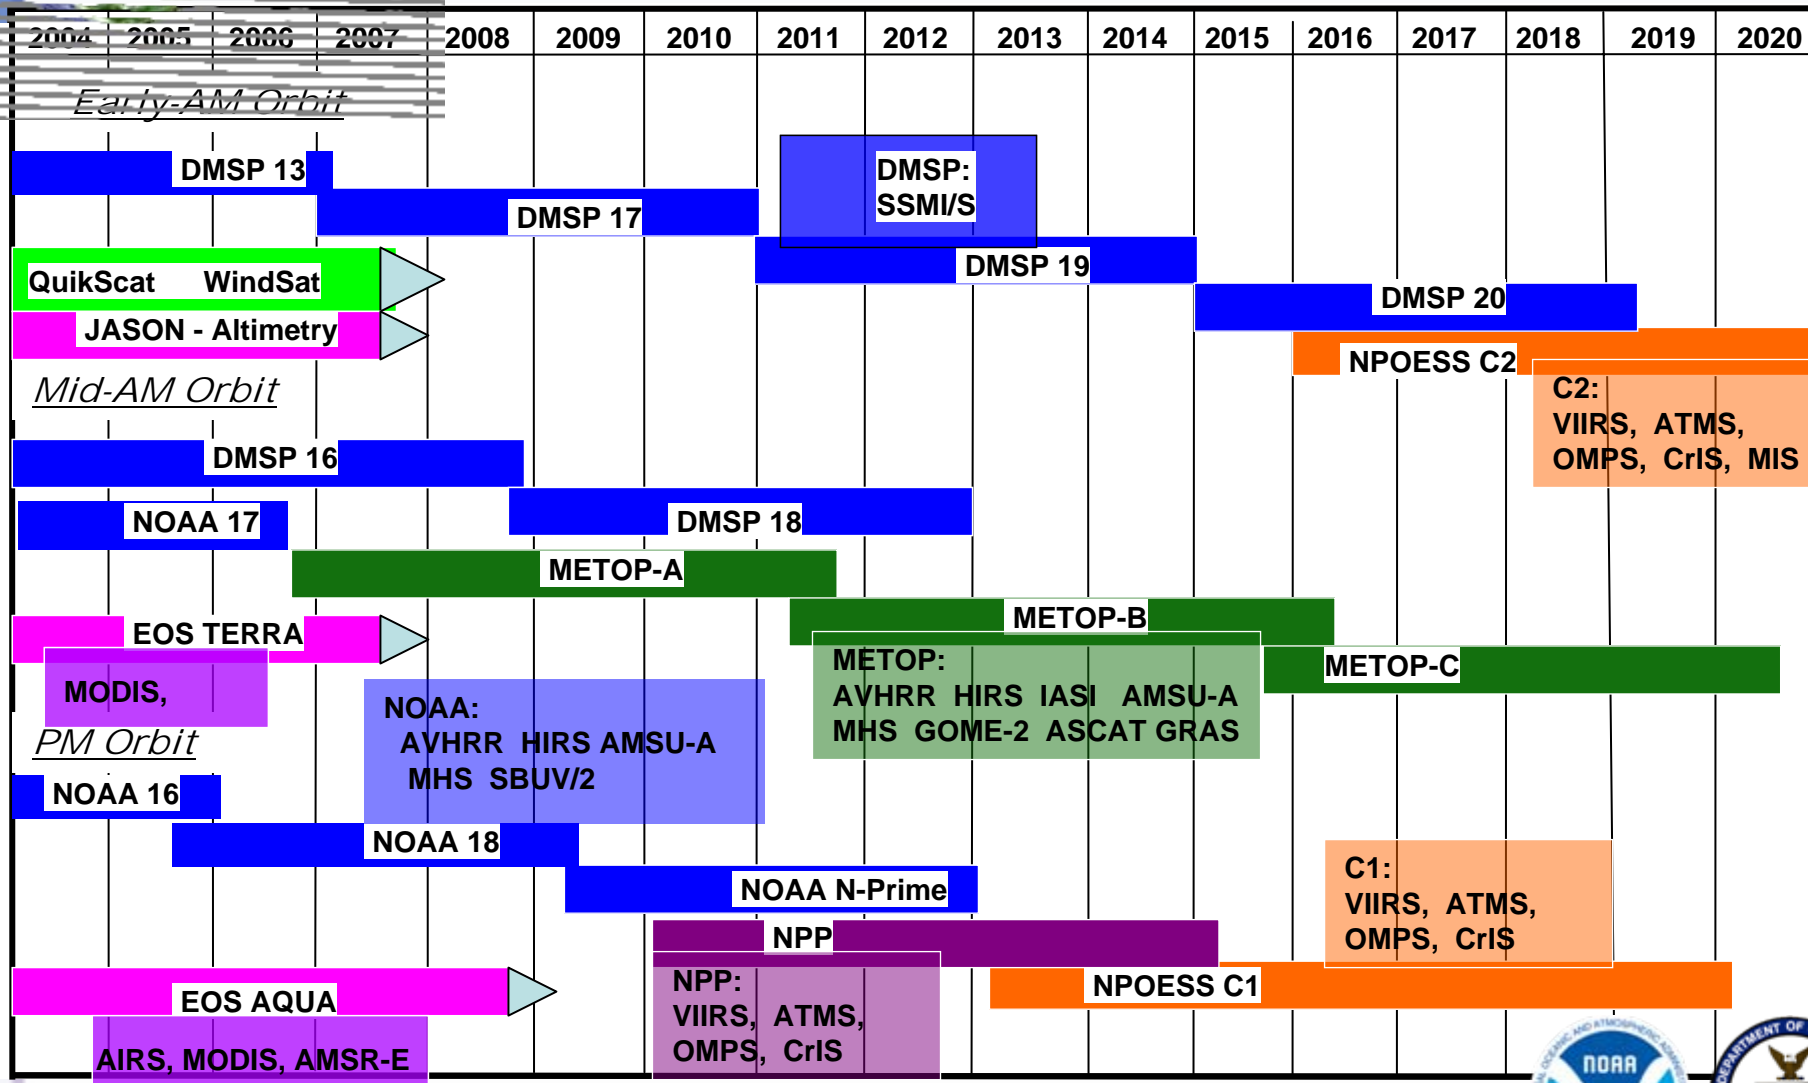 2004 2005 2006 2007 2008 2009 2010 2011 2012 2013 2014 2015 2016 2017 2018 2019 2020
Early-AM Orbit
DMSP 13
DMSP:
SSMI/S
DMSP 17
DMSP 19
QuikScat WindSat
DMSP 20
JASON - Altimetry
NPOESS C2
Mid-AM Orbit
C2:
VIIRS, ATMS,
OMPS, CrIS, MIS
DMSP 16
NOAA 17
DMSP 18
METOP-A
METOP-B
EOS TERRA
METOP:
AVHRR HIRS IASI AMSU-A
MHS GOME-2 ASCAT GRAS
METOP-C
MODIS,
NOAA:
AVHRR HIRS AMSU-A
MHS SBUV/2
PM Orbit
NOAA 16
NOAA 18
NOAA N-Prime
C1:
VIIRS, ATMS,
OMPS, CrIS
NPP
NPP:
VIIRS, ATMS,
OMPS, CrIS
NPOESS C1
EOS AQUA
AIRS, MODIS, AMSR-E
NOAA
DEPARTMENT OF